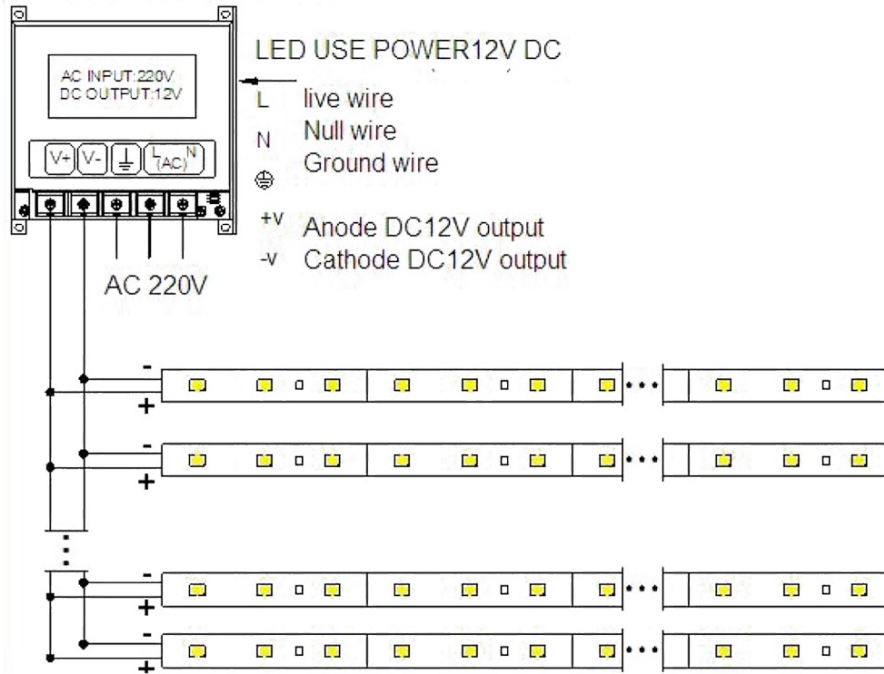 AC INPUT:220V
DC OUTPUT:12V
V+ V- L (AC) N
AC 220V
LED USE POWER12V DC
L live wire
N Null wire
Ground wire
+v Anode DC12V output
-v Cathode DC12V output
-
+
-
+
-
+
-
+